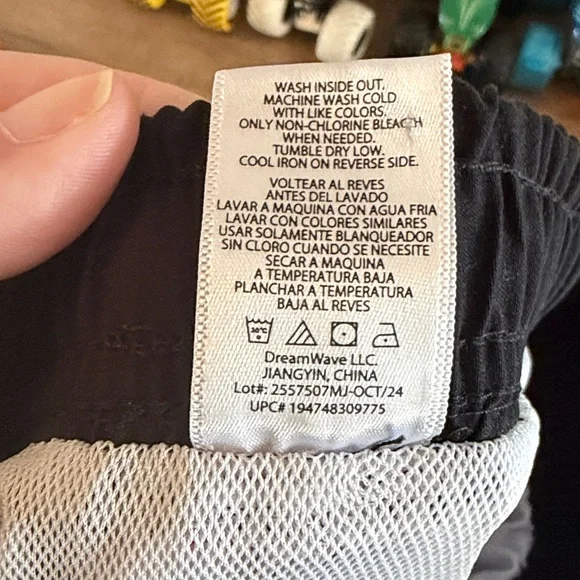 WASH INSIDE OUT.
MACHINE WASH COLD
WITH LIKE COLORS.
ONLY NON-CHLORINE BLEACH
WHEN NEEDED.
TUMBLE DRY LOW.
COOL IRON ON REVERSE SIDE.
VOLTEAR AL REVES
ANTES DEL LAVADO
LAVAR A MAQUINA CON AGUA FRIA
LAVAR CON COLORES SIMILARES
USAR SOLAMENTE BLANQUEADOR
SIN CLORO CUANDO SE NECESITE
SECAR A MAQUINA
A TEMPERATURA BAJA
PLANCHAR A TEMPERATURA
BAJA AL REVES
30°C
DreamWave LLC.
JIANGYIN, CHINA
Lot#: 2557507MJ-OCT/24
UPC# 194748309775